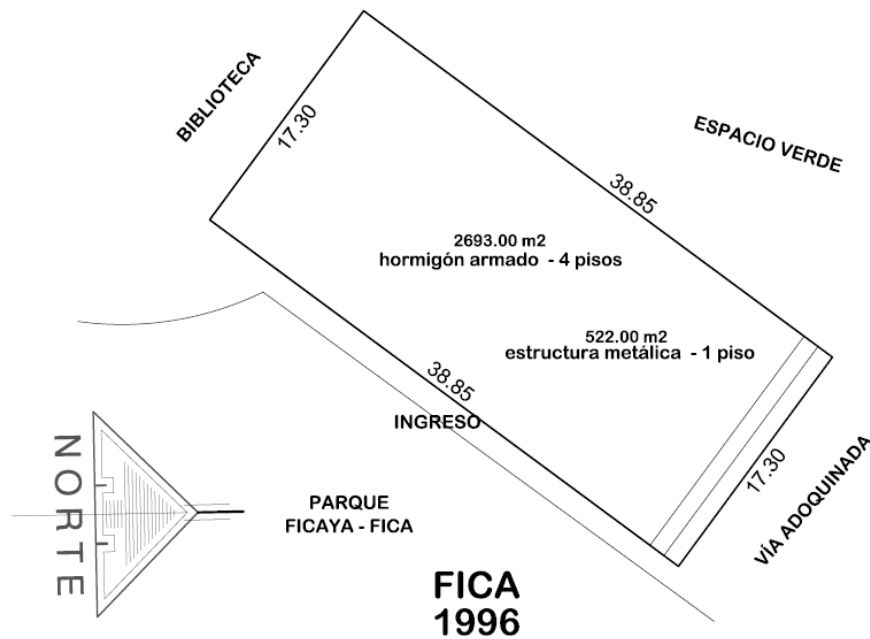 BIBLIOTECA
17.30
ESPACIO VERDE
38.85
2693.00 m2
hormigón armado - 4 pisos
522.00 m2
estructura metálica - 1 piso
38.85
INGRESO
17.30
VÍA ADOQUINADA
NORTE
PARQUE
FICAYA - FICA
FICA
1996